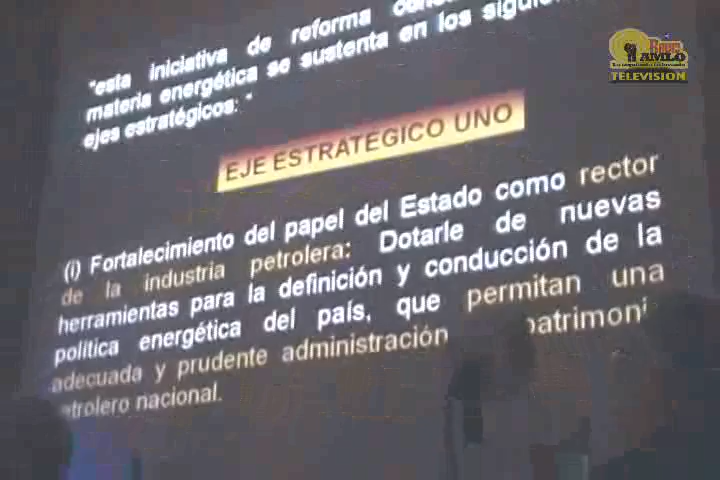 "esta iniciativa de reforma
materia energética se sustenta en los
ejes estratégicos: "
EJE ESTRATEGICO UNO
(i) Fortalecimiento del papel del Estado como rector
de la industria petrolera: Dotarle de nuevas
herramientas para la definición y conducción de la
política energética del país, que permitan una
adecuada y prudente administración
nacional.
AMLO
TELEVISION